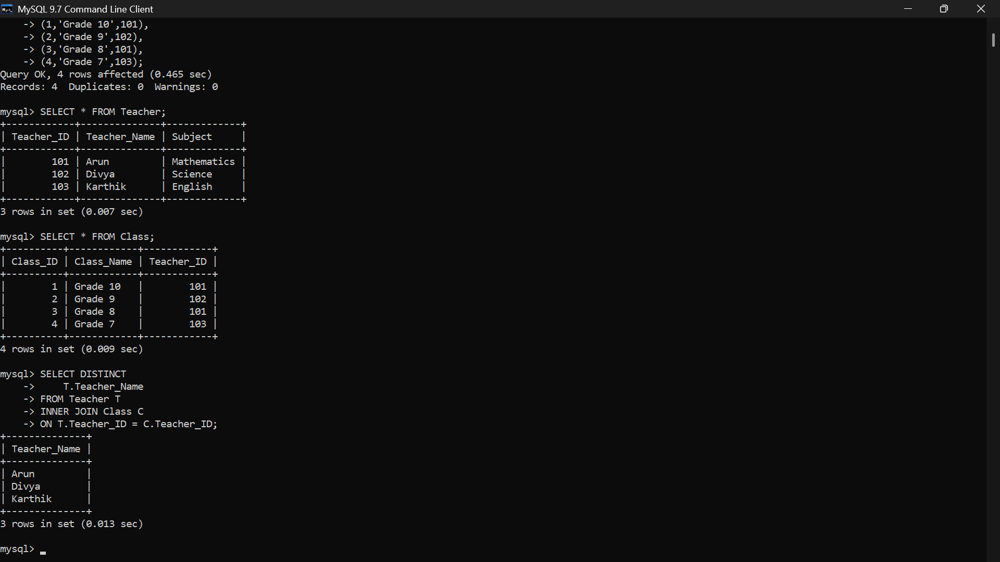 MySQL 9.7 Command Line Client
    -> (1,'Grade 10',101),
    -> (2,'Grade 9',102),
    -> (3,'Grade 8',101),
    -> (4,'Grade 7',103);
Query OK, 4 rows affected (0.465 sec)
Records: 4  Duplicates: 0  Warnings: 0

mysql> SELECT * FROM Teacher;
+------------+--------------+-------------+
| Teacher_ID | Teacher_Name | Subject     |
+------------+--------------+-------------+
|        101 | Arun         | Mathematics |
|        102 | Divya        | Science     |
|        103 | Karthik      | English     |
+------------+--------------+-------------+
3 rows in set (0.007 sec)

mysql> SELECT * FROM Class;
+----------+------------+------------+
| Class_ID | Class_Name | Teacher_ID |
+----------+------------+------------+
|        1 | Grade 10   |        101 |
|        2 | Grade 9    |        102 |
|        3 | Grade 8    |        101 |
|        4 | Grade 7    |        103 |
+----------+------------+------------+
4 rows in set (0.009 sec)

mysql> SELECT DISTINCT
    ->     T.Teacher_Name
    -> FROM Teacher T
    -> INNER JOIN Class C
    -> ON T.Teacher_ID = C.Teacher_ID;
+--------------+
| Teacher_Name |
+--------------+
| Arun         |
| Divya        |
| Karthik      |
+--------------+
3 rows in set (0.013 sec)

mysql>